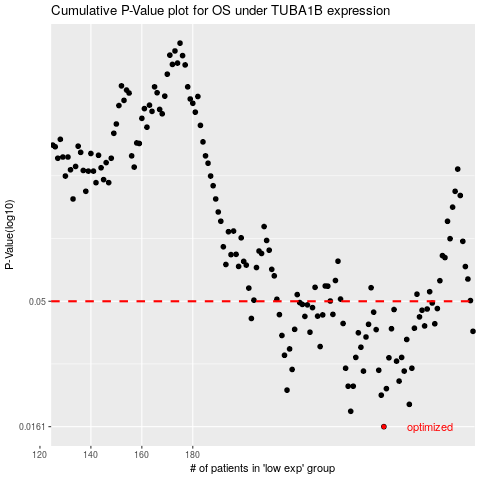 Cumulative P-Value plot for OS under TUBA1B expression
P-Value(log10)
0.05
0.0161
optimized
120 140 160 180
# of patients in 'low exp' group